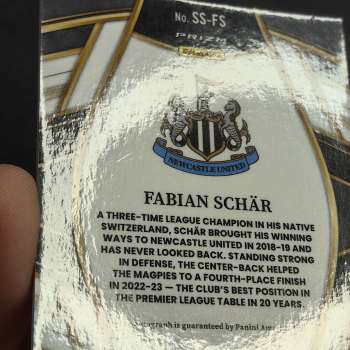 No. SS-FS
PRIZM
PANINI
NEWCASTLE UNITED
FABIAN SCHÄR
A THREE-TIME LEAGUE CHAMPION IN HIS NATIVE
SWITZERLAND, SCHÄR BROUGHT HIS WINNING
WAYS TO NEWCASTLE UNITED IN 2018-19 AND
HAS NEVER LOOKED BACK. STANDING STRONG
IN DEFENSE, THE CENTER-BACK HELPED
THE MAGPIES TO A FOURTH-PLACE FINISH
IN 2022-23 — THE CLUB'S BEST POSITION IN
THE PREMIER LEAGUE TABLE IN 20 YEARS.
is guaranteed by Panini